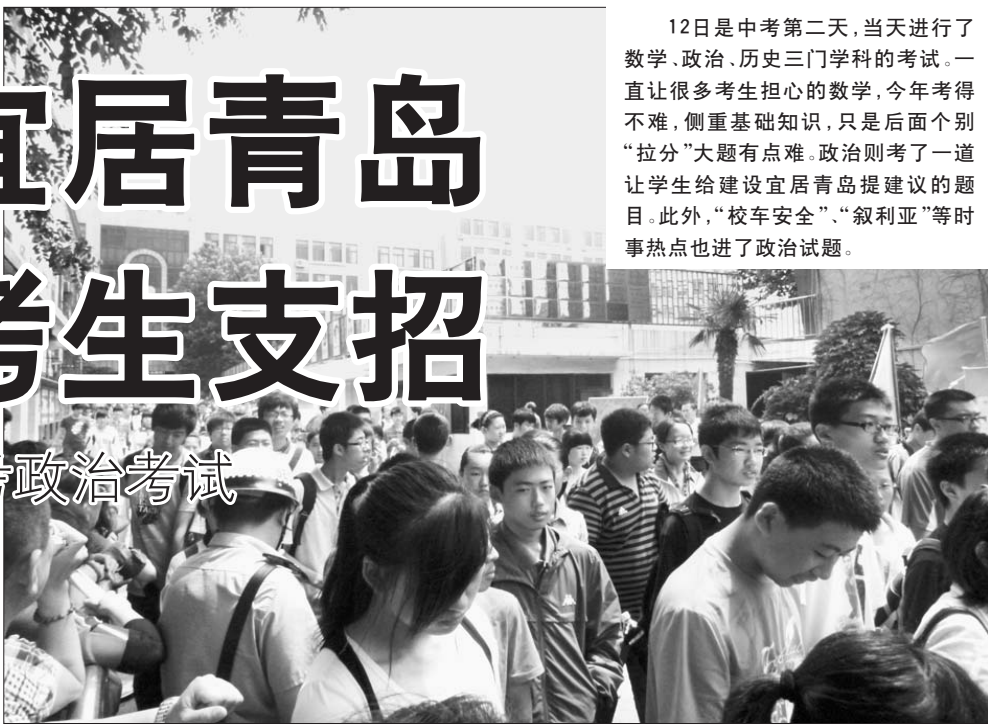 宜居青岛
考生支招
考政治考试
12日是中考第二天,当天进行了
数学、政治、历史三门学科的考试。一
直让很多考生担心的数学,今年考得
不难,侧重基础知识,只是后面个别
“拉分”大题有点难。政治则考了一道
让学生给建设宜居青岛提建议的题
目。此外,“校车安全”、“叙利亚”等时
事热点也进了政治试题。